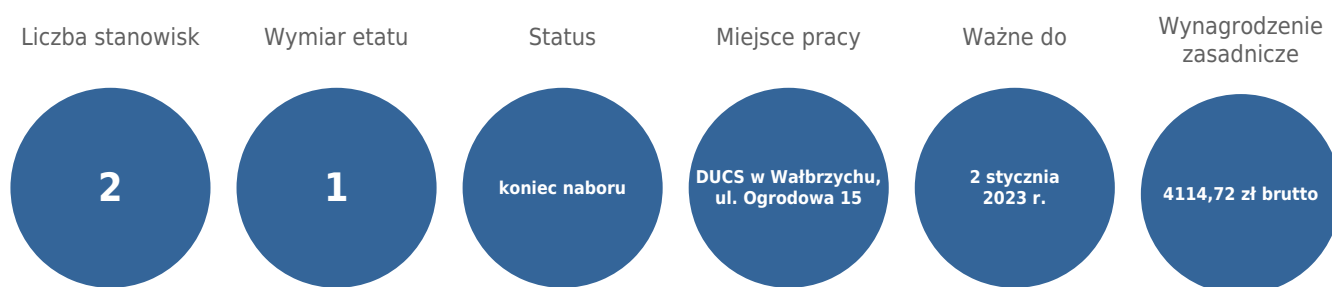 Liczba stanowisk
Wymiar etatu
Status
Miejsce pracy
Ważne do
Wynagrodzenie
zasadnicze
2
1
koniec naboru
DUCS w Wałbrzychu,
ul. Ogrodowa 15
2 stycznia
2023 r.
4114,72 zł brutto